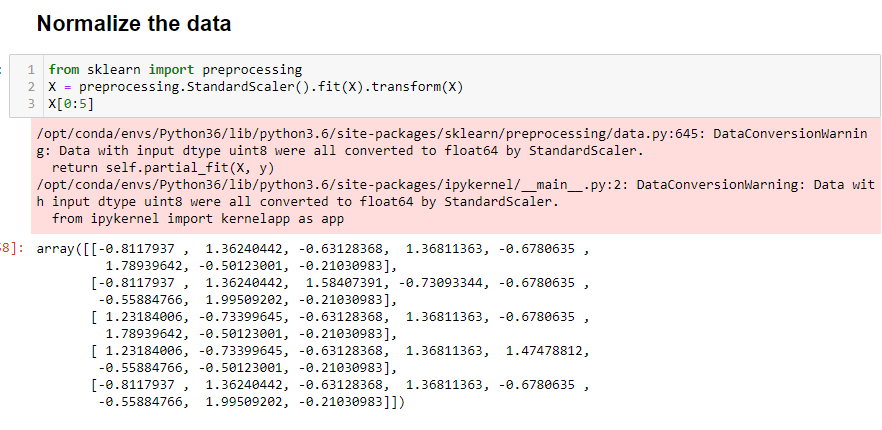 Normalize the data
1 from sklearn import preprocessing
2 X = preprocessing.StandardScaler().fit(X).transform(X)
3 X[0:5]
/opt/conda/envs/Python36/lib/python3.6/site-packages/sklearn/preprocessing/data.py:645: DataConversionWarnin
g: Data with input dtype uint8 were all converted to float64 by StandardScaler.
  return self.partial_fit(X, y)
/opt/conda/envs/Python36/lib/python3.6/site-packages/ipykernel/__main__.py:2: DataConversionWarning: Data wit
h input dtype uint8 were all converted to float64 by StandardScaler.
  from ipykernel import kernelapp as app
8]: array([[-0.8117937 ,  1.36240442, -0.63128368,  1.36811363, -0.6780635 ,
         1.78939642, -0.50123001, -0.21030983],
       [-0.8117937 ,  1.36240442,  1.58407391, -0.73093344, -0.6780635 ,
        -0.55884766,  1.99509202, -0.21030983],
       [ 1.23184006, -0.73399645, -0.63128368,  1.36811363, -0.6780635 ,
         1.78939642, -0.50123001, -0.21030983],
       [ 1.23184006, -0.73399645, -0.63128368,  1.36811363,  1.47478812,
        -0.55884766, -0.50123001, -0.21030983],
       [-0.8117937 ,  1.36240442, -0.63128368,  1.36811363, -0.6780635 ,
        -0.55884766,  1.99509202, -0.21030983]])